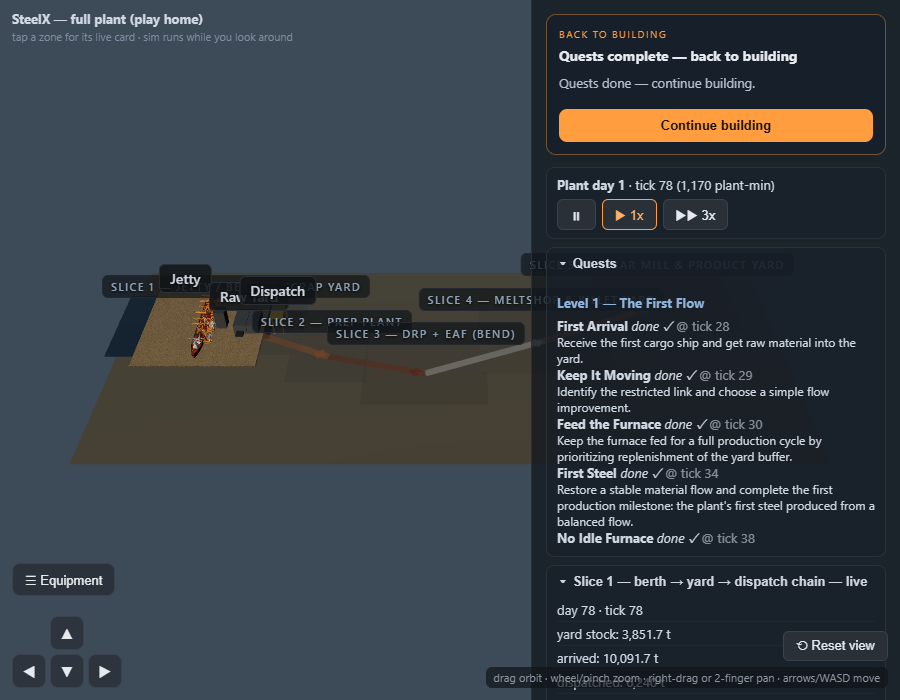 SteelX — full plant (play home)
tap a zone for its live card · sim runs while you look around
BACK TO BUILDING
Quests complete — back to building
Quests done — continue building.
Continue building
Plant day 1 · tick 78 (1,170 plant-min)
⏸ ▶ 1x ▶▶ 3x
▾ Quests
Level 1 — The First Flow
First Arrival done ✓ @ tick 28
Receive the first cargo ship and get raw material into the
yard.
Keep It Moving done ✓ @ tick 29
Identify the restricted link and choose a simple flow
improvement.
Feed the Furnace done ✓ @ tick 30
Keep the furnace fed for a full production cycle by
prioritizing replenishment of the yard buffer.
First Steel done ✓ @ tick 34
Restore a stable material flow and complete the first
production milestone: the plant's first steel produced from a
balanced flow.
No Idle Furnace done ✓ @ tick 38
▾ Slice 1 — berth → yard → dispatch chain — live
day 78 · tick 78
yard stock: 3,851.7 t
arrived: 10,091.7 t
dispatched: 6,240 t
⟲ Reset view
drag orbit · wheel/pinch zoom · right-drag or 2-finger pan · arrows/WASD move
SLICE 1
Jetty
Raw
Dispatch
YARD
SLICE 2 — PREP PLANT
SLICE 3 — DRP + EAF (BEND)
SLICE 4 — MELTSHOP
MILL & PRODUCT YARD
☰ Equipment
▲
◀ ▼ ▶